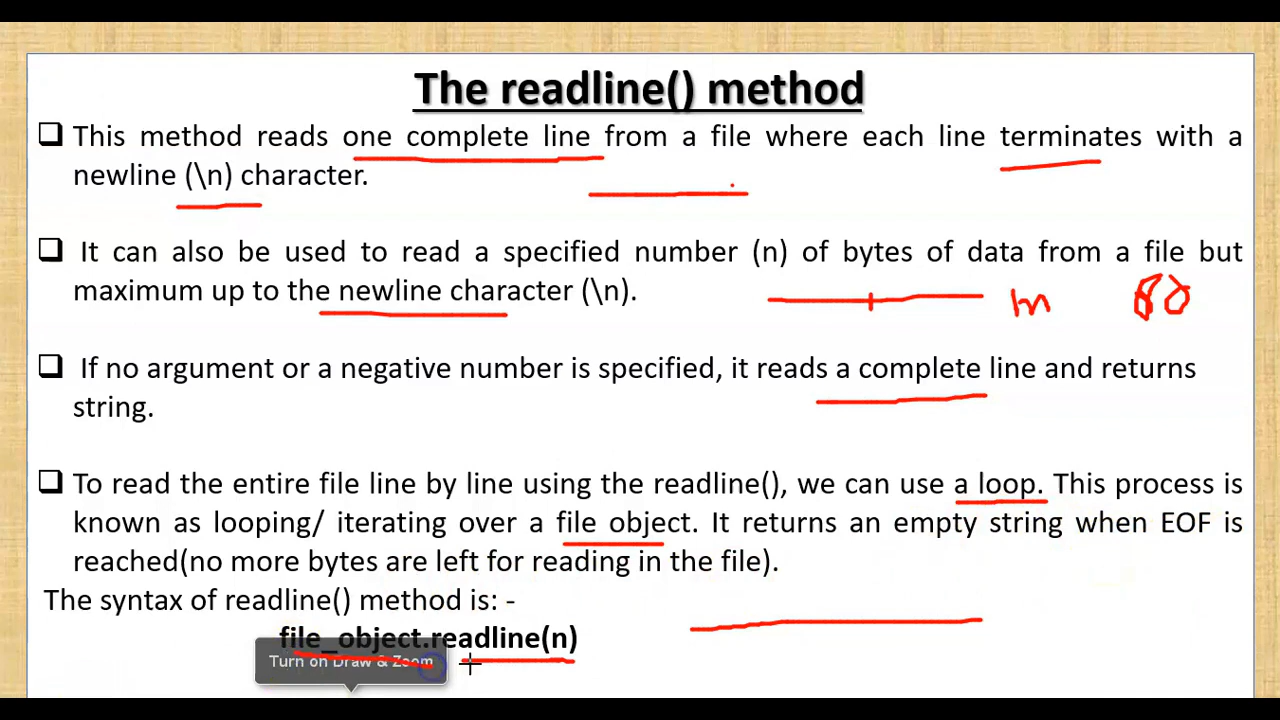 The readline() method
❑ This method reads one complete line from a file where each line terminates with a
newline (\n) character.
❑ It can also be used to read a specified number (n) of bytes of data from a file but
maximum up to the newline character (\n).
❑ If no argument or a negative number is specified, it reads a complete line and returns
string.
❑ To read the entire file line by line using the readline(), we can use a loop. This process is
known as looping/ iterating over a file object. It returns an empty string when EOF is
reached(no more bytes are left for reading in the file).
The syntax of readline() method is: -
file_object.readline(n)
Turn on Draw & Zoom